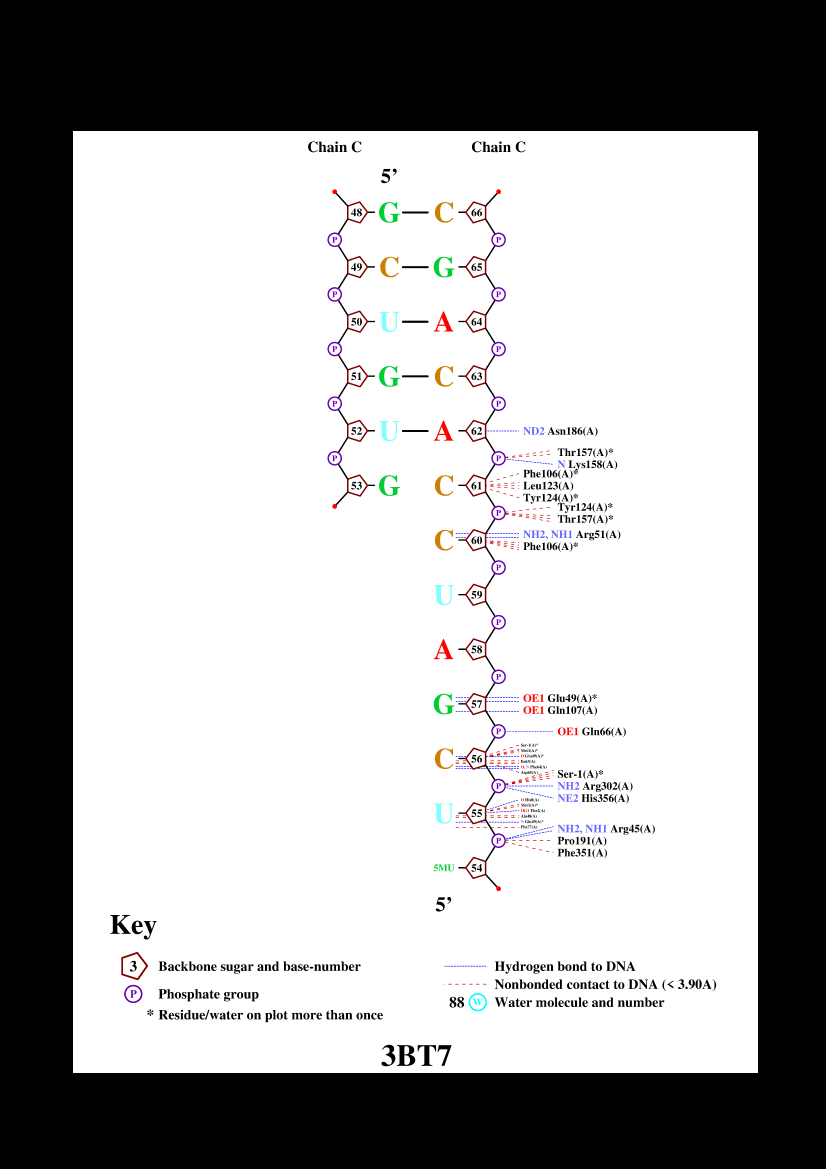 Chain C Chain C
5’
48 G C 66
P P
49 C G 65
P P
50 U A 64
P P
51 G C 63
P P
52 U A 62 ND2 Asn186(A)
Thr157(A)*
P P
N Lys158(A)
Phe106(A)*
53 G C 61 Leu123(A)
Tyr124(A)*
Tyr124(A)*
P
Thr157(A)*
NH2, NH1 Arg51(A)
C 60
Phe106(A)*
P
U 59
P
A 58
P
OE1 Glu49(A)*
G 57
OE1 Gln107(A)
P OE1 Gln66(A)
C 56
Ser-1(A)*
P NH2 Arg302(A)
NE2 His356(A)
U 55
NH2, NH1 Arg45(A)
P Pro191(A)
Phe351(A)
5MU 54
5’
Key
3 Backbone sugar and base-number
P Phosphate group
* Residue/water on plot more than once
Hydrogen bond to DNA
Nonbonded contact to DNA (< 3.90A)
88 W Water molecule and number
3BT7